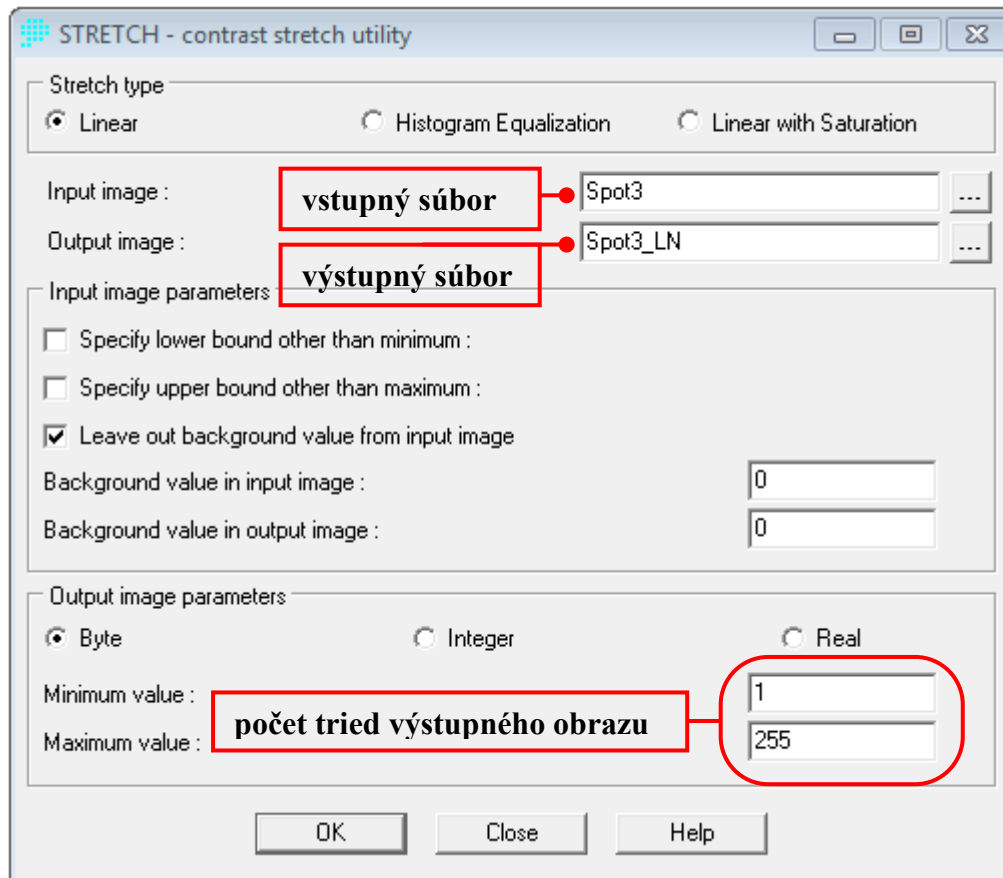 STRETCH - contrast stretch utility
Stretch type
Linear Histogram Equalization Linear with Saturation
Input image : vstupný súbor Spot3 ...
Output image : výstupný súbor Spot3_LN ...
Input image parameters
Specify lower bound other than minimum :
Specify upper bound other than maximum :
Leave out background value from input image
Background value in input image : 0
Background value in output image : 0
Output image parameters
Byte Integer Real
Minimum value : 1
počet tried výstupného obrazu
Maximum value : 255
OK Close Help